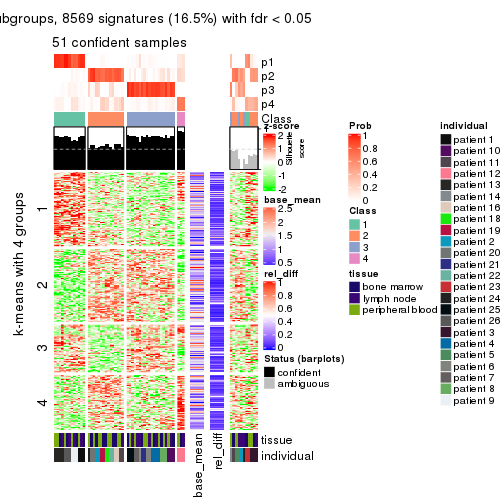 ubgroups, 8569 signatures (16.5%) with fdr < 0.05
51 confident samples
p1
p2
p3
p4
Class
z-score
2
1
0
-1
-2
Silhouette
score
base_mean
2.5
2
1.5
1
0.5
rel_diff
1
0.8
0.6
0.4
0.2
0
Status (barplots)
confident
ambiguous
Prob
1
0.8
0.6
0.4
0.2
0
Class
1
2
3
4
tissue
bone marrow
lymph node
peripheral blood
individual
patient 1
patient 10
patient 11
patient 12
patient 13
patient 14
patient 16
patient 18
patient 19
patient 2
patient 20
patient 21
patient 22
patient 23
patient 24
patient 25
patient 26
patient 3
patient 4
patient 5
patient 6
patient 7
patient 8
patient 9
k-means with 4 groups
1
2
3
4
tissue
individual
base_mean
rel_diff